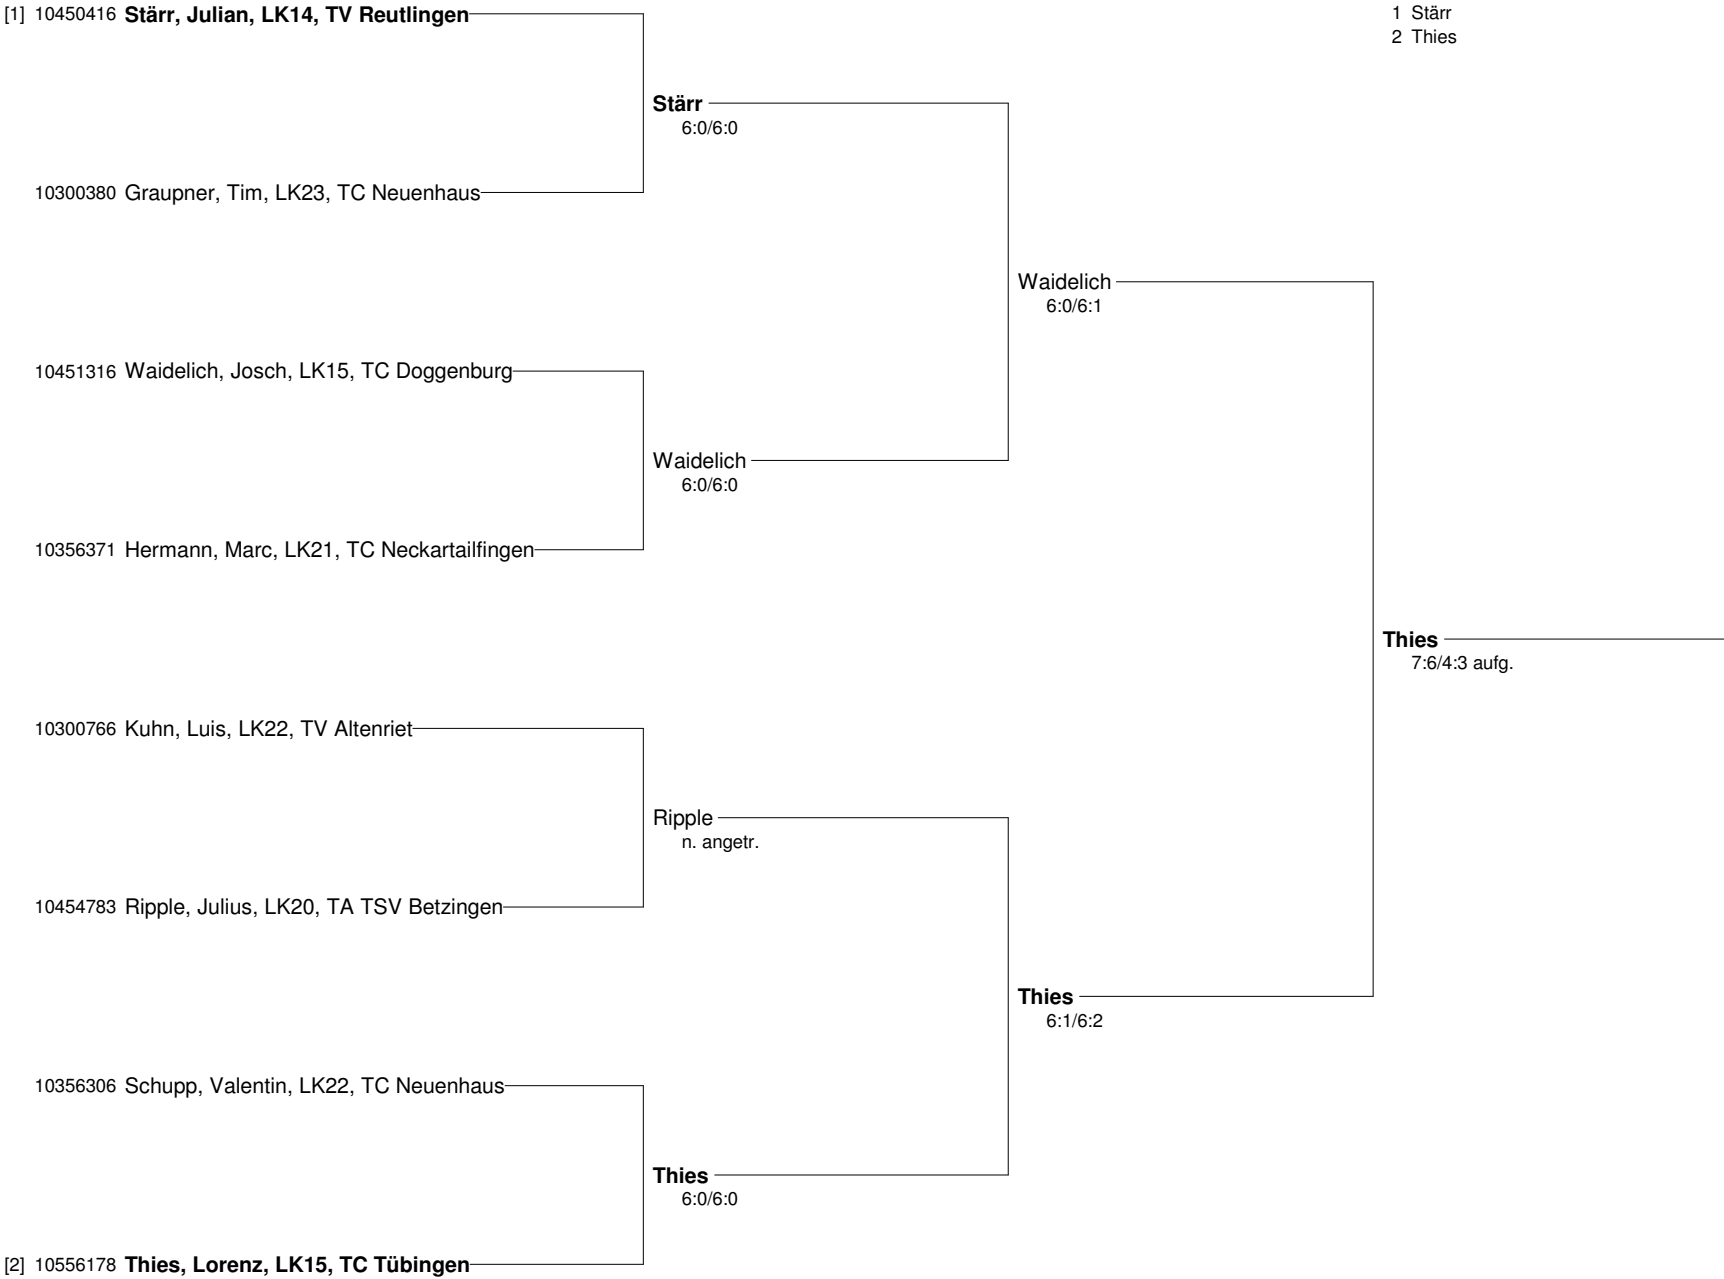 [1] 10450416 Stärr, Julian, LK14, TV Reutlingen
1 Stärr
2 Thies
Stärr
6:0/6:0
10300380 Graupner, Tim, LK23, TC Neuenhaus
Waidelich
6:0/6:1
10451316 Waidelich, Josch, LK15, TC Doggenburg
Waidelich
6:0/6:0
10356371 Hermann, Marc, LK21, TC Neckartailfingen
Thies
7:6/4:3 aufg.
10300766 Kuhn, Luis, LK22, TV Altenriet
Ripple
n. angetr.
10454783 Ripple, Julius, LK20, TA TSV Betzingen
Thies
6:1/6:2
10356306 Schupp, Valentin, LK22, TC Neuenhaus
Thies
6:0/6:0
[2] 10556178 Thies, Lorenz, LK15, TC Tübingen